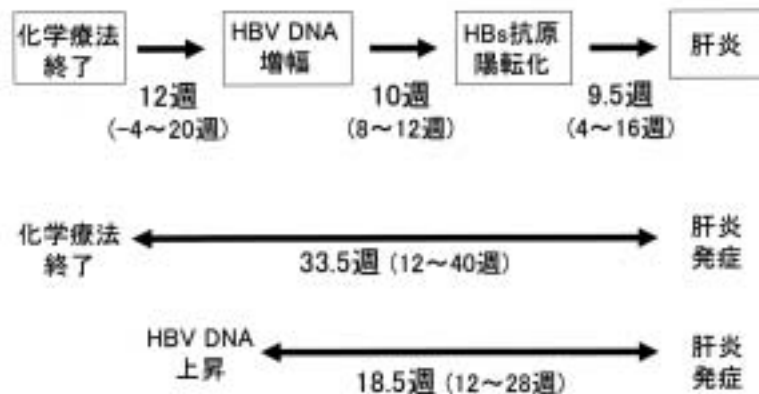 化学療法
終了
HBV DNA
増幅
HBs抗原
陽転化
肝炎
12週
(-4～20週)
10週
(8～12週)
9.5週
(4～16週)
化学療法
終了
肝炎
発症
33.5週 (12～40週)
HBV DNA
上昇
肝炎
発症
18.5週 (12～28週)